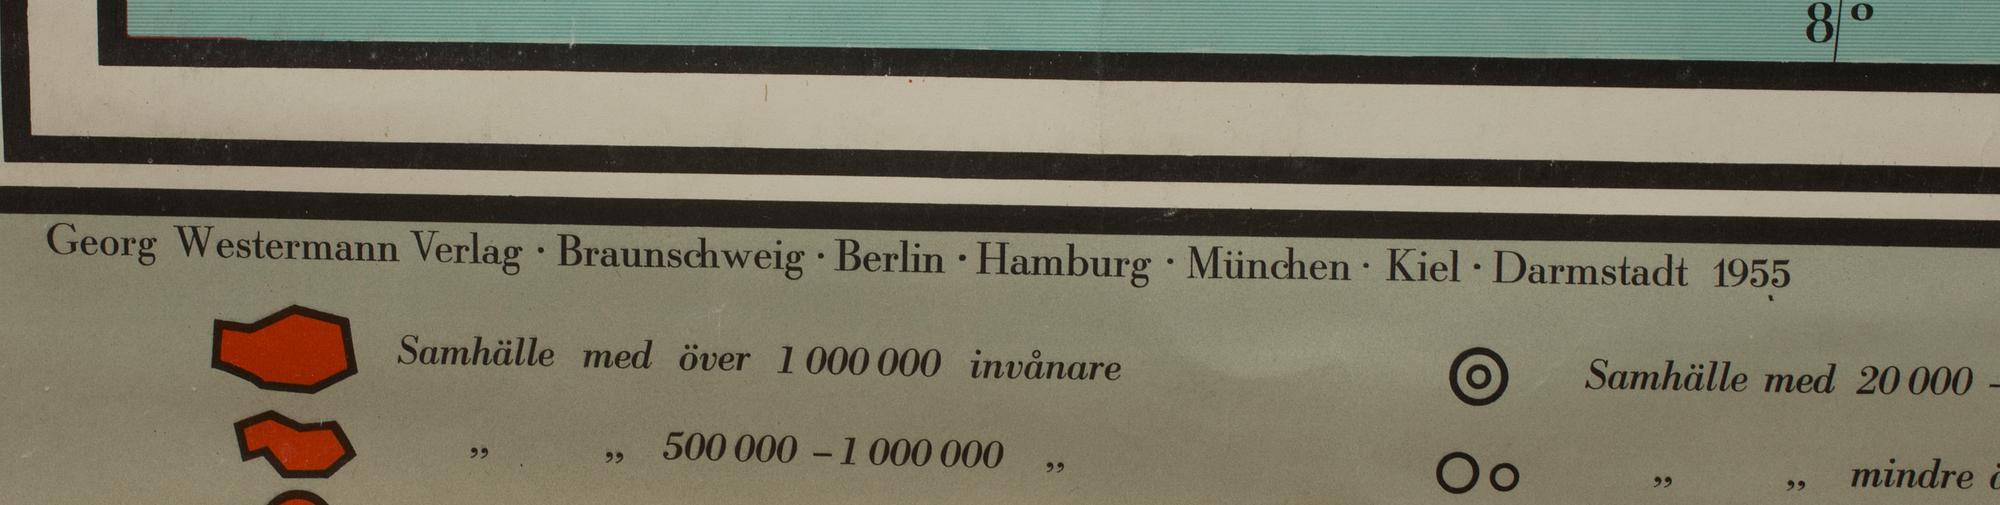 8°
Georg Westermann Verlag · Braunschweig · Berlin · Hamburg · München · Kiel · Darmstadt 1955
Samhälle med över 1 000 000 invånare
Samhälle med 20 000 –
„ „ 500 000 – 1 000 000 „
„ „ mindre